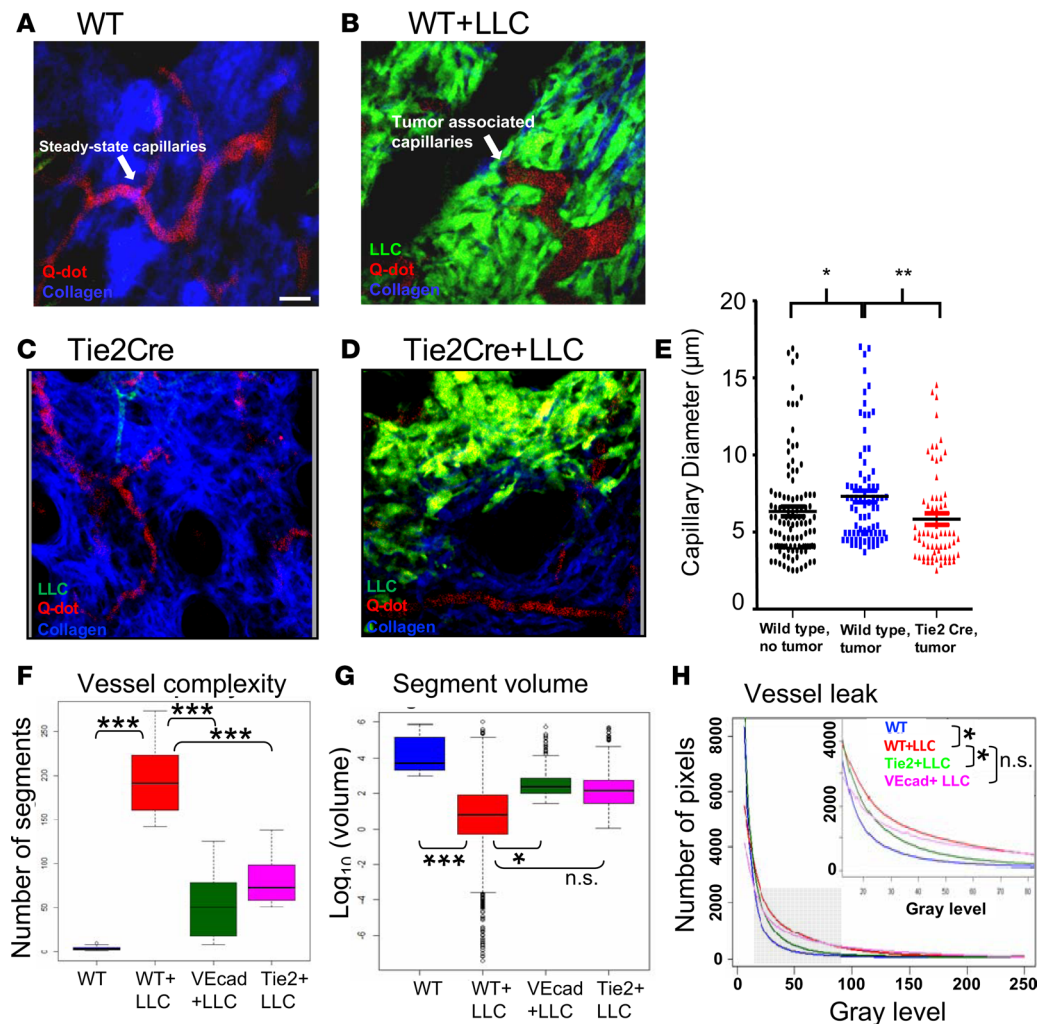 A WT
Steady-state capillaries
Q-dot
Collagen
B WT+LLC
Tumor associated
capillaries
LLC
Q-dot
Collagen
C Tie2Cre
LLC
Q-dot
Collagen
D Tie2Cre+LLC
LLC
Q-dot
Collagen
E
* **
Capillary Diameter (µm)
20
15
10
5
0
Wild type,
no tumor
Wild type,
tumor
Tie2 Cre,
tumor
F Vessel complexity
Number of segments
250
200
150
100
50
0
*** ***
***
WT
WT+
LLC
VEcad
+LLC
Tie2+
LLC
G Segment volume
Log10 (volume)
6
4
2
0
-2
-4
-6
*** *
n.s.
WT
WT+
LLC
VEcad
+LLC
Tie2+
LLC
H Vessel leak
Number of pixels
8000
6000
4000
2000
0
0 50 100 150 200 250
Gray level
WT
WT+LLC
Tie2+LLC
VEcad+ LLC
* * n.s.
4000
2000
0
20 30 40 50 60 70 80
Gray level